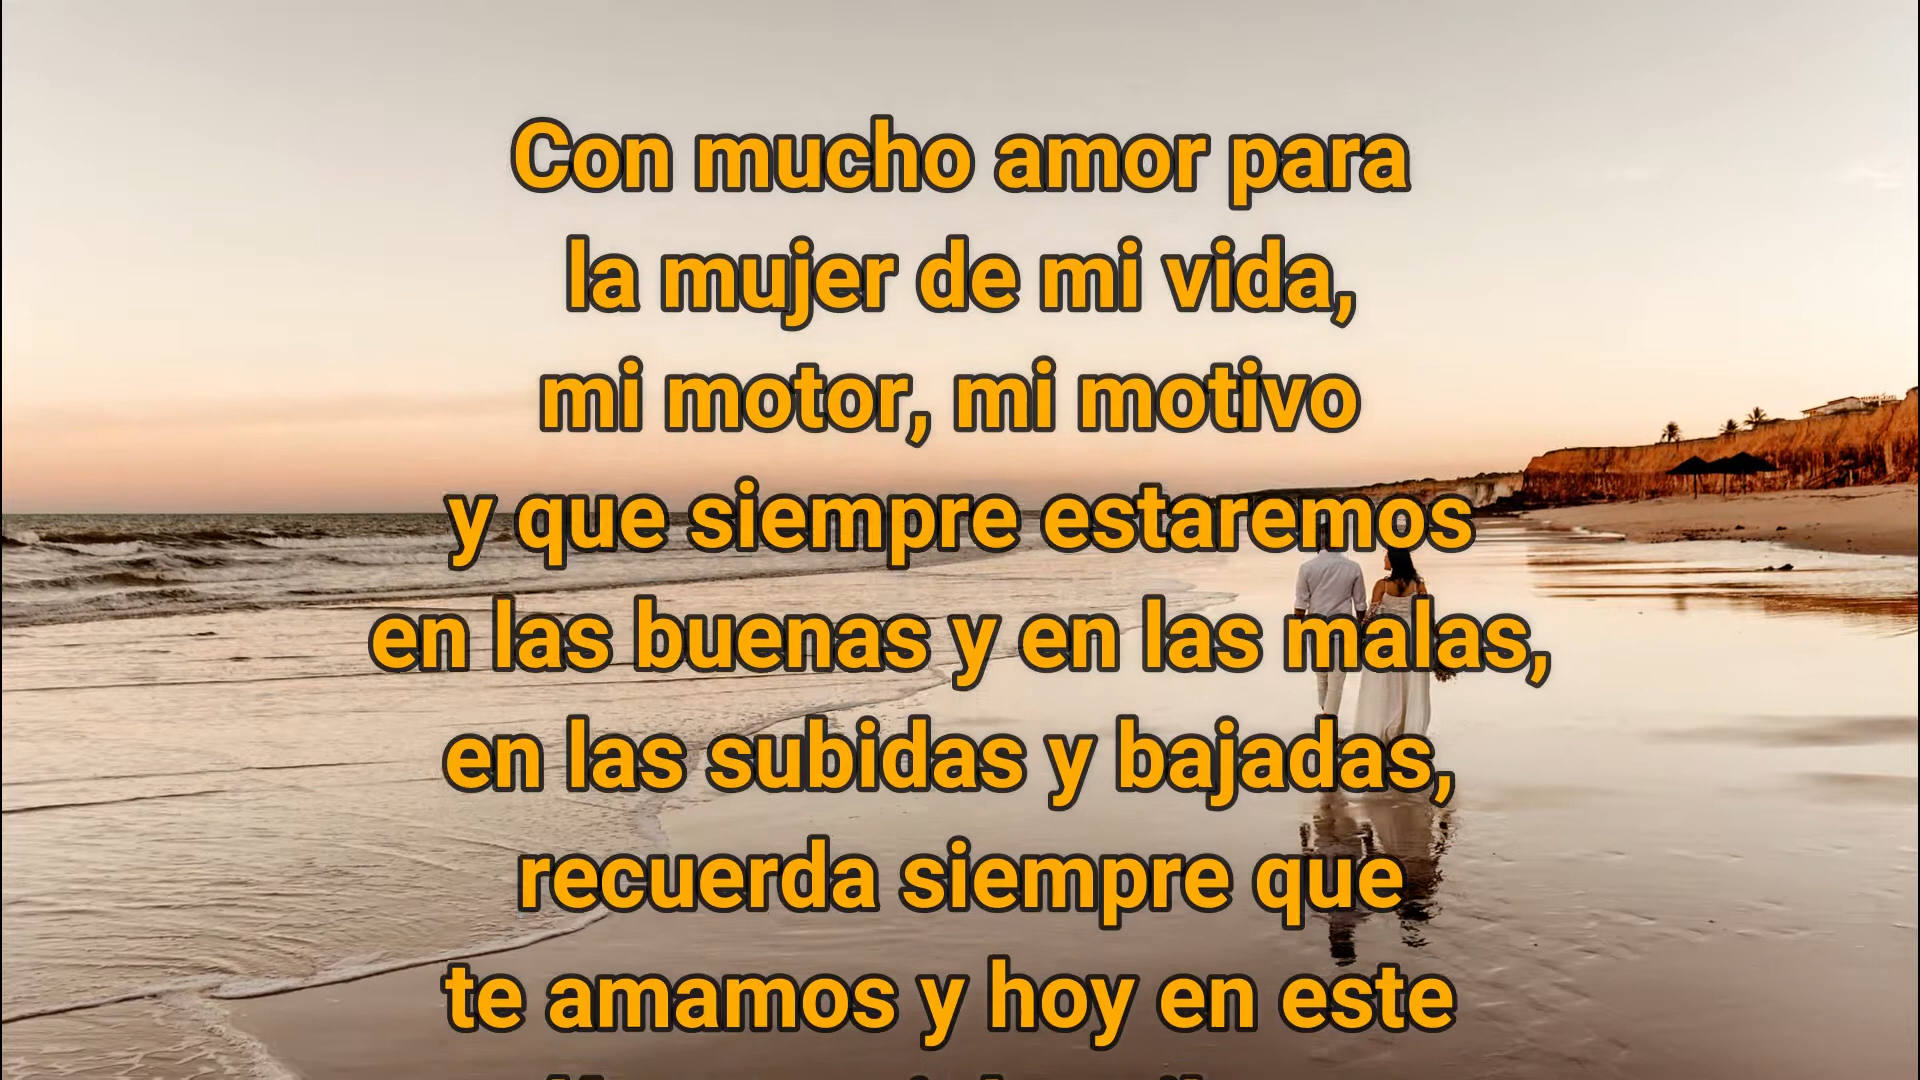 Con mucho amor para
la mujer de mi vida,
mi motor, mi motivo
y que siempre estaremos
en las buenas y en las malas,
en las subidas y bajadas,
recuerda siempre que
te amamos y hoy en este